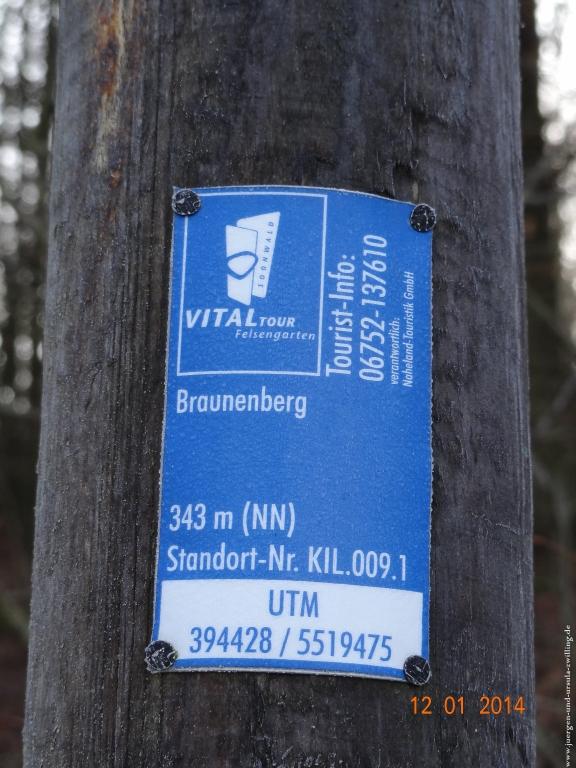 SOONWALD
VITALTOUR
Felsengarten
Tourist-Info:
06752-137610
verantwortlich:
Naheland-Touristik GmbH
Braunenberg
343 m (NN)
Standort-Nr. KIL.009.1
UTM
394428 / 5519475
12 01 2014
www.juergen-und-ursula-zwilling.de